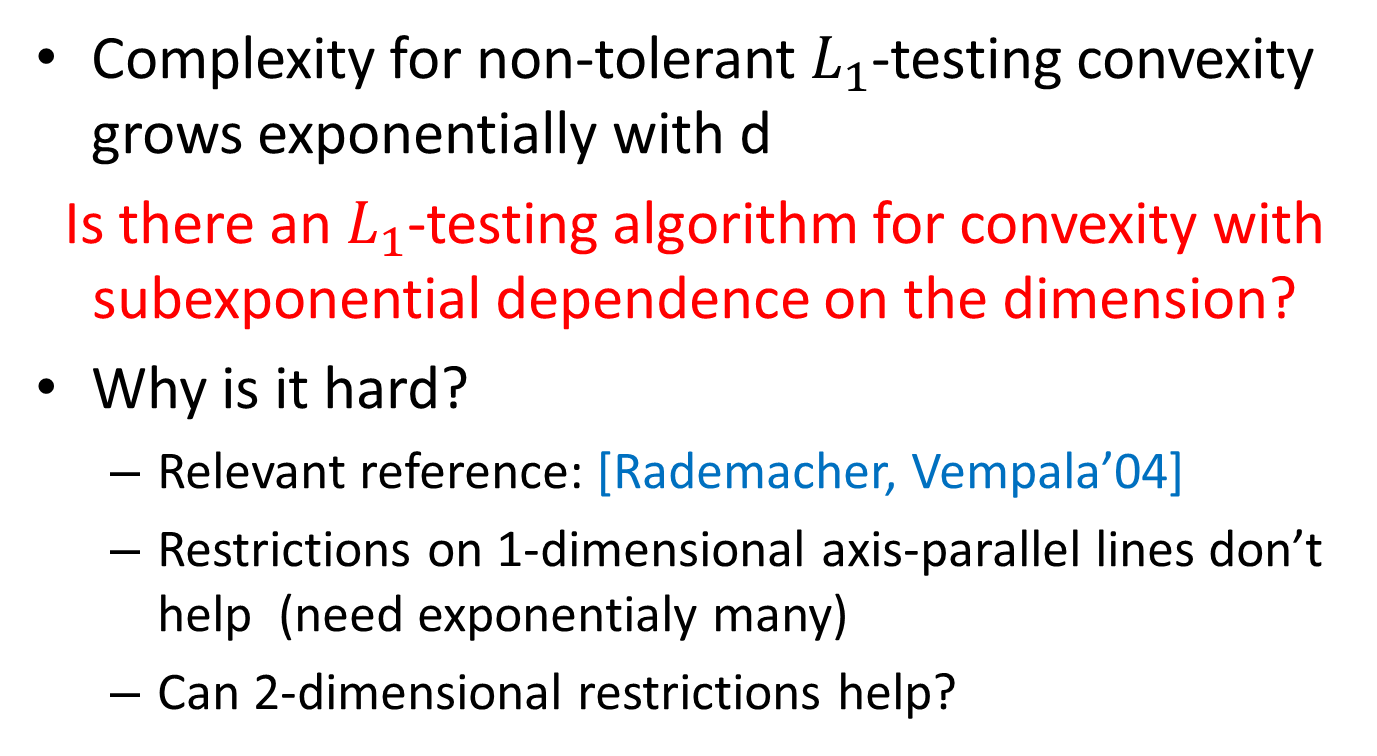 • Complexity for non-tolerant L₁-testing convexity
grows exponentially with d
Is there an L₁-testing algorithm for convexity with
subexponential dependence on the dimension?
• Why is it hard?
– Relevant reference: [Rademacher, Vempala’04]
– Restrictions on 1-dimensional axis-parallel lines don’t
help (need exponentialy many)
– Can 2-dimensional restrictions help?